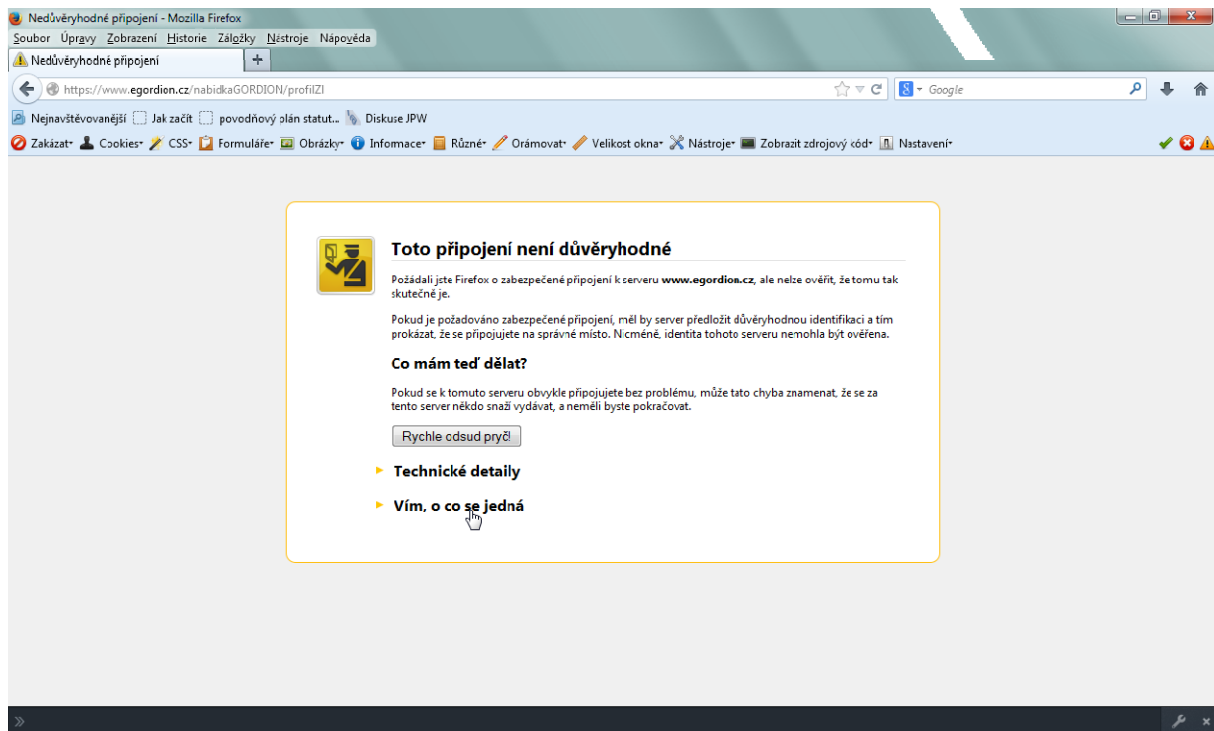 Nedůvěryhodné připojení - Mozilla Firefox
Soubor Úpravy Zobrazení Historie Záložky Nástroje Nápověda
Nedůvěryhodné připojení +
https://www.egordion.cz/nabidkaGORDION/profilZI Google
Nejnavštěvovanější Jak začít povodňový plán statut... Diskuse JPW
Zakázat Cookies CSS Formuláře Obrázky Informace Různé Orámovat Velikost okna Nástroje Zobrazit zdrojový kód Nastavení
Toto připojení není důvěryhodné
Požádali jste Firefox o zabezpečené připojení k serveru www.egordion.cz, ale nelze ověřit, že tomu tak
skutečně je.
Pokud je požadováno zabezpečené připojení, měl by server předložit důvěryhodnou identifikaci a tím
prokázat, že se připojujete na správné místo. Nicméně, identita tohoto serveru nemohla být ověřena.
Co mám teď dělat?
Pokud se k tomuto serveru obvykle připojujete bez problému, může tato chyba znamenat, že se za
tento server někdo snaží vydávat, a neměli byste pokračovat.
Rychle odsud pryč!
Technické detaily
Vím, o co se jedná